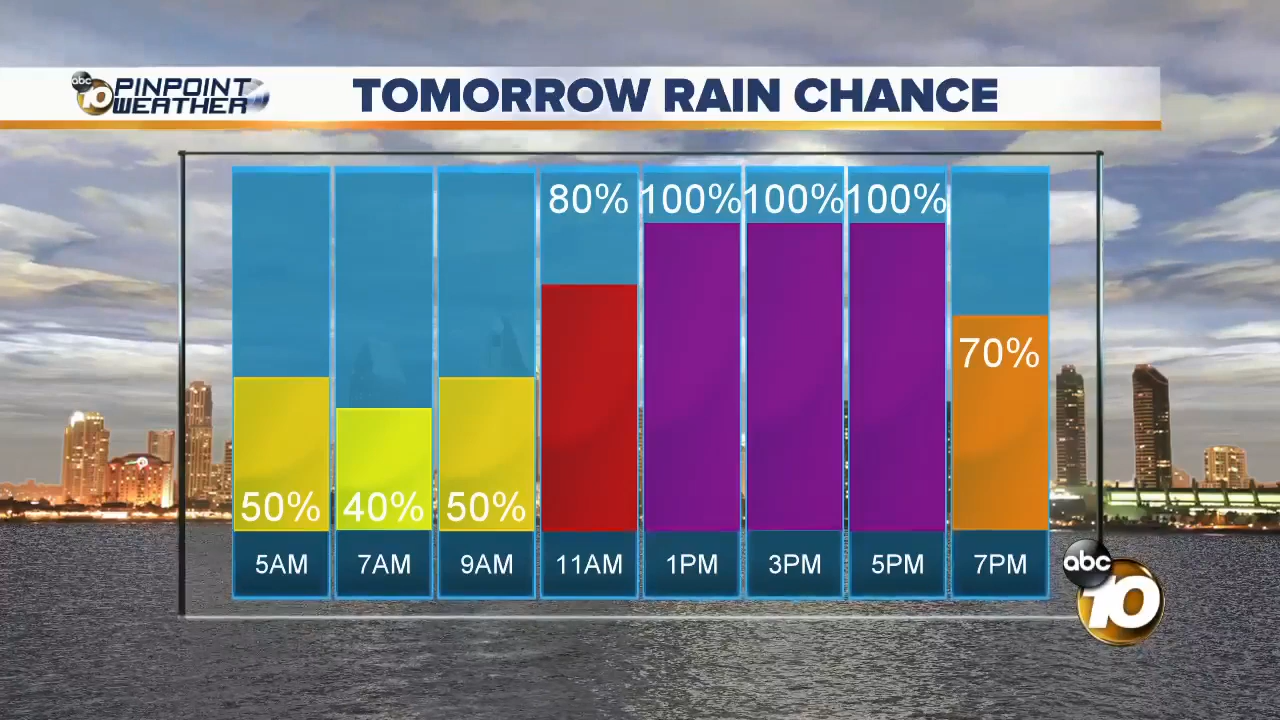 abc 10 PINPOINT WEATHER
TOMORROW RAIN CHANCE
80% 100% 100% 100%
70%
50% 40% 50%
5AM 7AM 9AM 11AM 1PM 3PM 5PM 7PM
abc
10